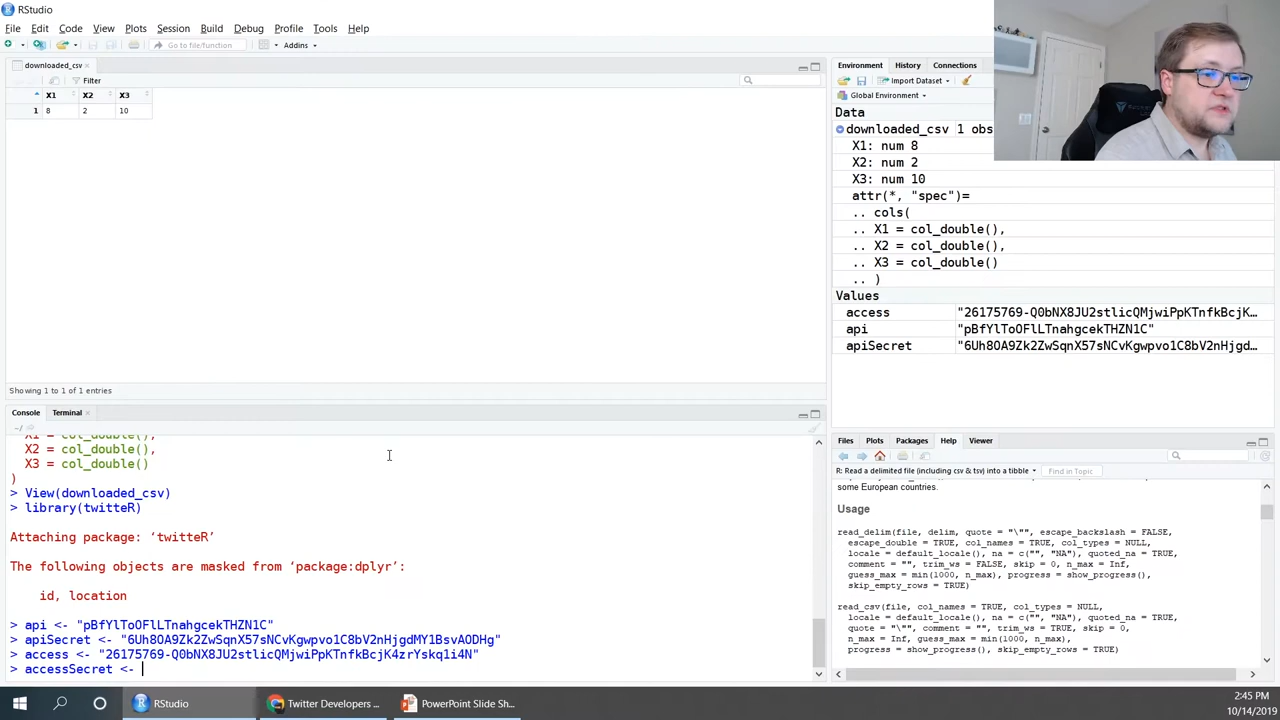 RStudio
File Edit Code View Plots Session Build Debug Profile Tools Help
Go to file/function Addins
downloaded_csv
Filter
X1 X2 X3
1 8 2 10
Showing 1 to 1 of 1 entries
Console Terminal
~/
X1 = col_double(),
X2 = col_double(),
X3 = col_double()
)
> View(downloaded_csv)
> library(twitteR)
Attaching package: ‘twitteR’
The following objects are masked from ‘package:dplyr’:
id, location
> api <- "pBfYlToOFlLTnahgcekTHZN1C"
> apiSecret <- "6Uh8OA9Zk2ZwSqnX57sNCvKgwpvo1C8bV2nHjgdMY1BsvAODHg"
> access <- "26175769-Q0bNX8JU2stlicQMjwiPpKTnfkBcjK4zrYskq1i4N"
> accessSecret <-
Environment History Connections
Import Dataset
Global Environment
Data
downloaded_csv 1 obs
X1: num 8
X2: num 2
X3: num 10
attr(*, "spec")=
.. cols(
.. X1 = col_double(),
.. X2 = col_double(),
.. X3 = col_double()
.. )
Values
access "26175769-Q0bNX8JU2stlicQMjwiPpKTnfkBcjK…
api "pBfYlToOFlLTnahgcekTHZN1C"
apiSecret "6Uh8OA9Zk2ZwSqnX57sNCvKgwpvo1C8bV2nHjgd…
Files Plots Packages Help Viewer
R: Read a delimited file (including csv & tsv) into a tibble Find in Topic
some European countries.
Usage
read_delim(file, delim, quote = "\"", escape_backslash = FALSE,
escape_double = TRUE, col_names = TRUE, col_types = NULL,
locale = default_locale(), na = c("", "NA"), quoted_na = TRUE,
comment = "", trim_ws = FALSE, skip = 0, n_max = Inf,
guess_max = min(1000, n_max), progress = show_progress(),
skip_empty_rows = TRUE)
read_csv(file, col_names = TRUE, col_types = NULL,
locale = default_locale(), na = c("", "NA"), quoted_na = TRUE,
quote = "\"", comment = "", trim_ws = TRUE, skip = 0,
n_max = Inf, guess_max = min(1000, n_max),
progress = show_progress(), skip_empty_rows = TRUE)
RStudio Twitter Developers ... PowerPoint Slide Sh...
2:45 PM
10/14/2019